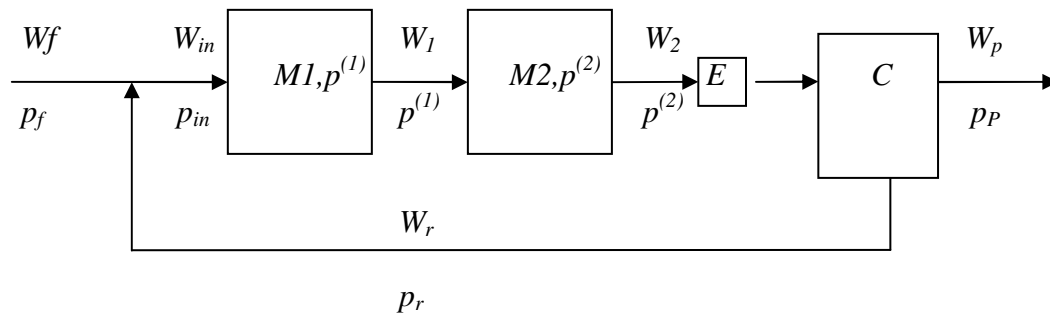 Wf W_in W_1 W_2 W_p
M1,p^(1) M2,p^(2) E C
p_f p_in p^(1) p^(2) p_P
W_r
p_r